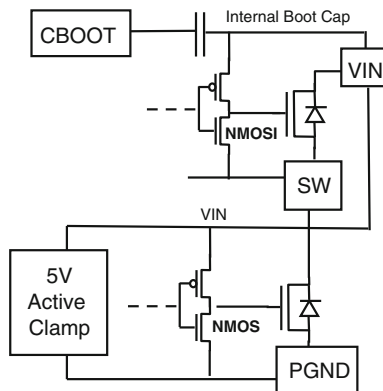 Internal Boot Cap
CBOOT
VIN
NMOSI
SW
VIN
5V
Active
Clamp
NMOS
PGND